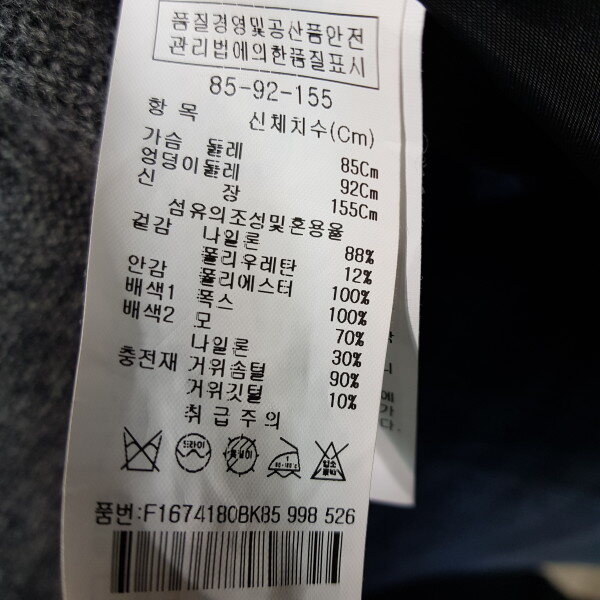 품질경영및공산품안전
관리법에의한품질표시
85-92-155
항 목 신체치수(Cm)
가슴 둘레 85Cm
엉덩이둘레 92Cm
신 장 155Cm
섬유의조성및혼용율
겉감 나일론 88%
폴리우레탄 12%
안감 폴리에스터 100%
배색1 폭스 100%
배색2 모 70%
나일론 30%
충전재 거위솜털 90%
거위깃털 10%
취급주의
드라이
품번:F1674180BK85 998 526